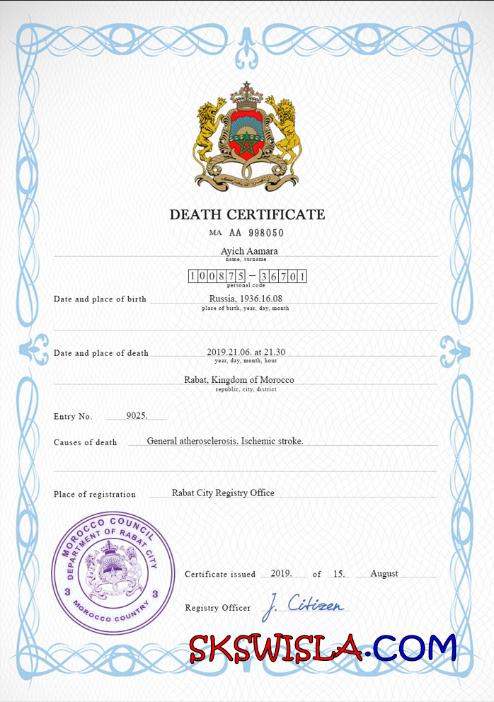 DEATH CERTIFICATE
MA AA 998050
Ayich Aamara
name, surname
100875-36701
personal code
Date and place of birth Russia, 1936.16.08
place of birth, year, day, month
Date and place of death 2019.21.06. at 21.30
year, day, month, hour
Rabat, Kingdom of Morocco
republic, city, district
Entry No. 9025.
Causes of death General atherosclerosis. Ischemic stroke.
Place of registration Rabat City Registry Office
MOROCCO COUNCIL
DEPARTMENT OF RABAT CITY
3 3
MOROCCO COUNTRY
Certificate issued 2019. of 15. August
Registry Officer J. Citizen
SKSWISLA.COM